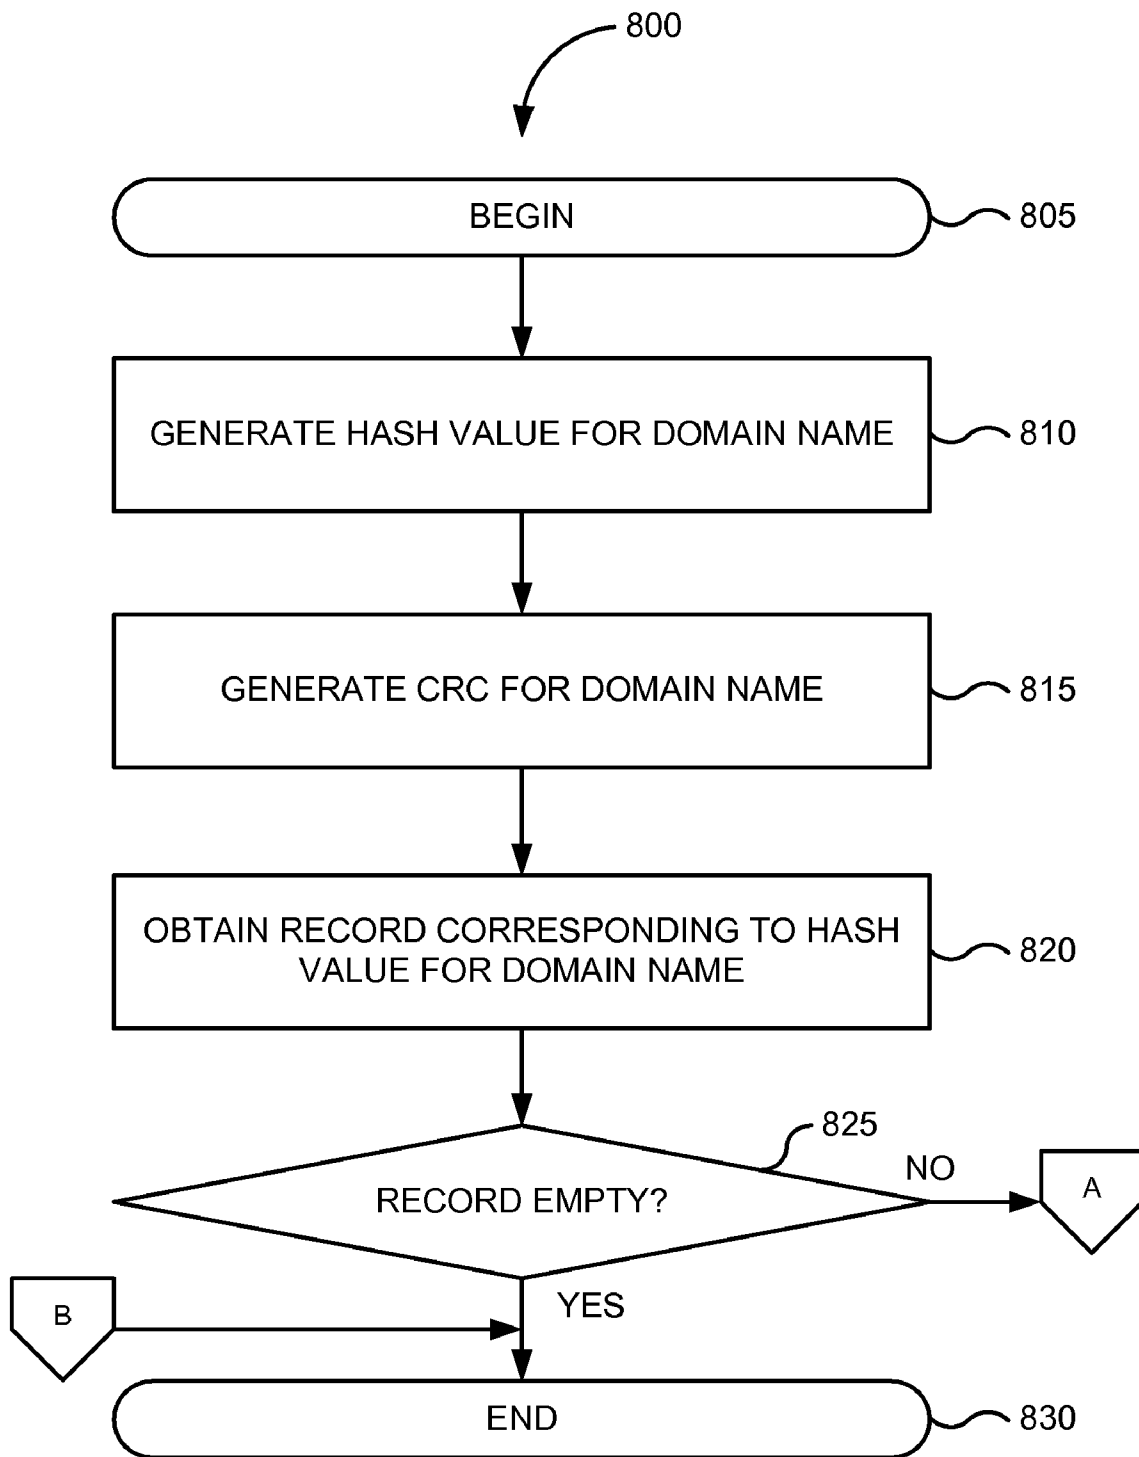 800
BEGIN
805
GENERATE HASH VALUE FOR DOMAIN NAME
810
GENERATE CRC FOR DOMAIN NAME
815
OBTAIN RECORD CORRESPONDING TO HASH
VALUE FOR DOMAIN NAME
820
825
RECORD EMPTY?
NO
A
B
YES
END
830